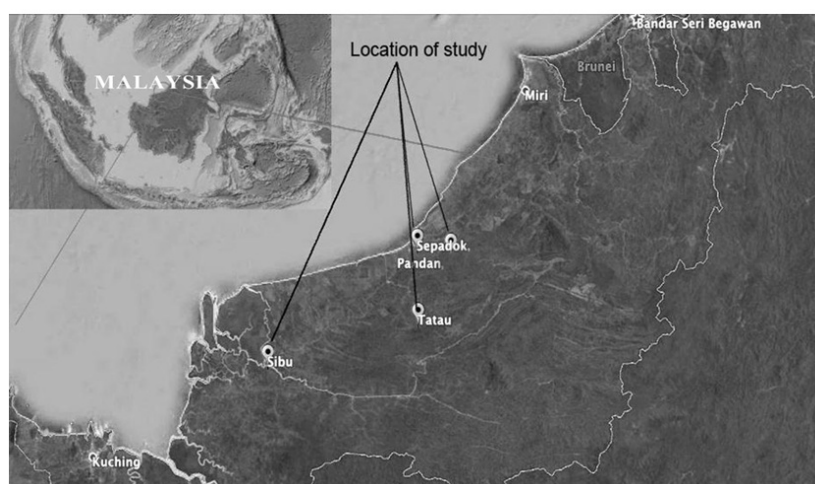 Bandar Seri Begawan
Location of study
Brunei
MALAYSIA
Miri
Sepadok,
Pandan,
Tatau
Sibu
Kuching